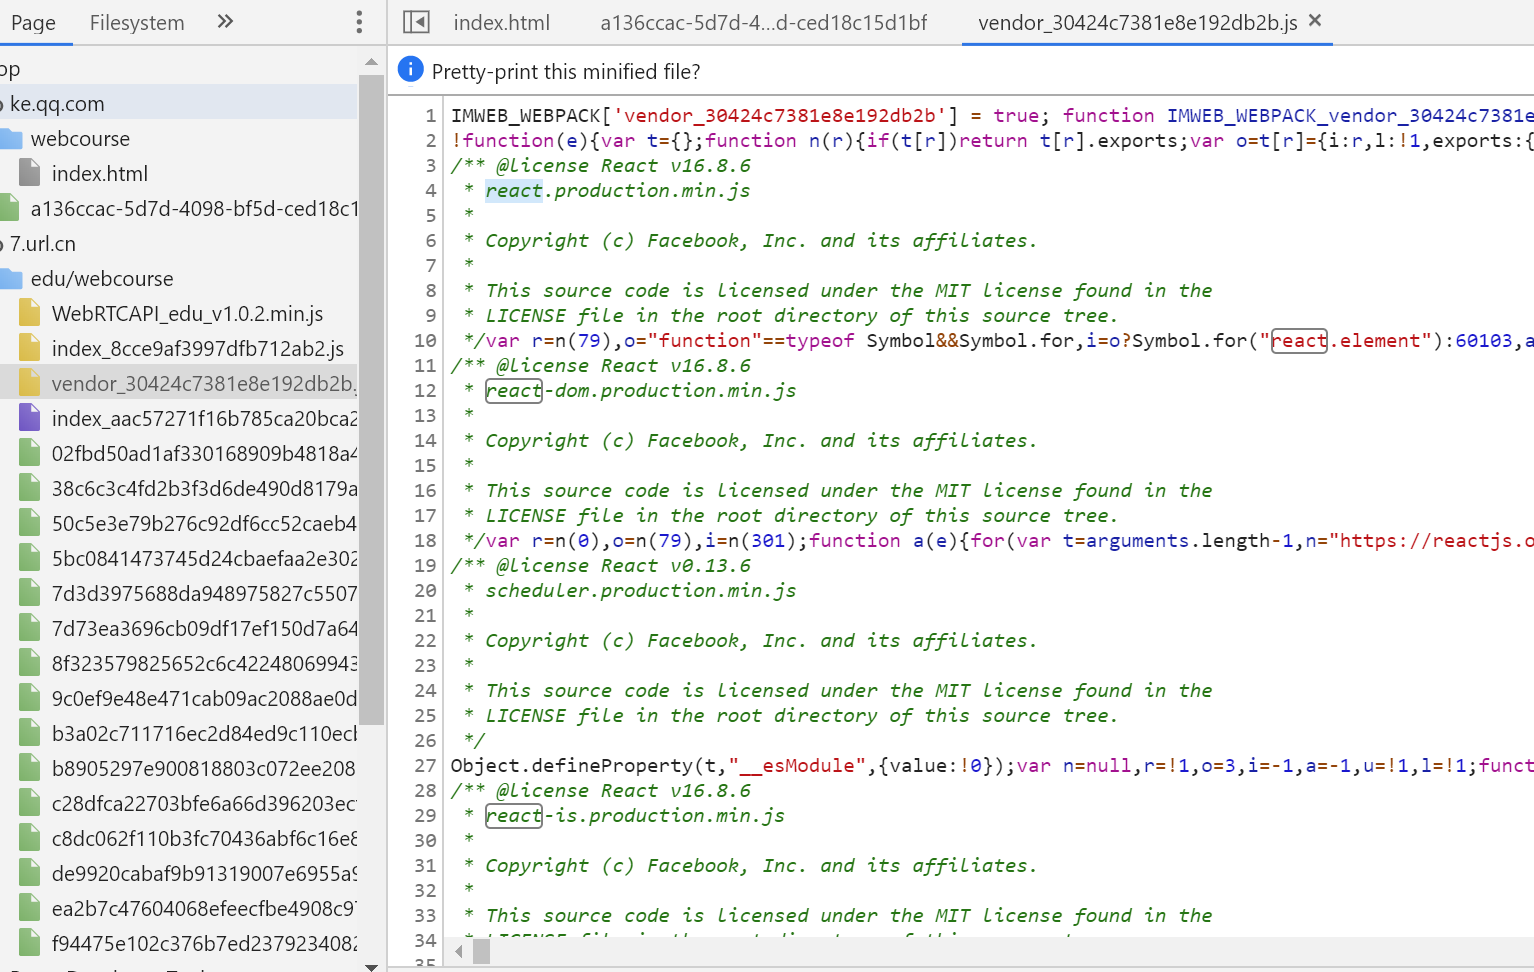 Page
Filesystem
index.html
a136ccac-5d7d-4...d-ced18c15d1bf
vendor_30424c7381e8e192db2b.js
Pretty-print this minified file?
op
ke.qq.com
webcourse
index.html
a136ccac-5d7d-4098-bf5d-ced18c1
7.url.cn
edu/webcourse
WebRTCAPI_edu_v1.0.2.min.js
index_8cce9af3997dfb712ab2.js
vendor_30424c7381e8e192db2b.
index_aac57271f16b785ca20bca2
02fbd50ad1af330168909b4818a4
38c6c3c4fd2b3f3d6de490d8179a
50c5e3e79b276c92df6cc52caeb4
5bc0841473745d24cbaefaa2e302
7d3d3975688da948975827c5507
7d73ea3696cb09df17ef150d7a64
8f323579825652c6c42248069943
9c0ef9e48e471cab09ac2088ae0d
b3a02c711716ec2d84ed9c110ecb
b8905297e900818803c072ee208
c28dfca22703bfe6a66d396203ec
c8dc062f110b3fc70436abf6c16e8
de9920cabaf9b91319007e6955a9
ea2b7c47604068efeecfbe4908c97
f94475e102c376b7ed2379234082
1 IMWEB_WEBPACK['vendor_30424c7381e8e192db2b'] = true; function IMWEB_WEBPACK_vendor_30424c7381e
2 !function(e){var t={};function n(r){if(t[r])return t[r].exports;var o=t[r]={i:r,l:!1,exports:{
3 /** @license React v16.8.6
4 * react.production.min.js
5 *
6 * Copyright (c) Facebook, Inc. and its affiliates.
7 *
8 * This source code is licensed under the MIT license found in the
9 * LICENSE file in the root directory of this source tree.
10 */var r=n(79),o="function"==typeof Symbol&&Symbol.for,i=o?Symbol.for("react.element"):60103,a
11 /** @license React v16.8.6
12 * react-dom.production.min.js
13 *
14 * Copyright (c) Facebook, Inc. and its affiliates.
15 *
16 * This source code is licensed under the MIT license found in the
17 * LICENSE file in the root directory of this source tree.
18 */var r=n(0),o=n(79),i=n(301);function a(e){for(var t=arguments.length-1,n="https://reactjs.o
19 /** @license React v0.13.6
20 * scheduler.production.min.js
21 *
22 * Copyright (c) Facebook, Inc. and its affiliates.
23 *
24 * This source code is licensed under the MIT license found in the
25 * LICENSE file in the root directory of this source tree.
26 */
27 Object.defineProperty(t,"__esModule",{value:!0});var n=null,r=!1,o=3,i=-1,a=-1,u=!1,l=!1;funct
28 /** @license React v16.8.6
29 * react-is.production.min.js
30 *
31 * Copyright (c) Facebook, Inc. and its affiliates.
32 *
33 * This source code is licensed under the MIT license found in the
34
35